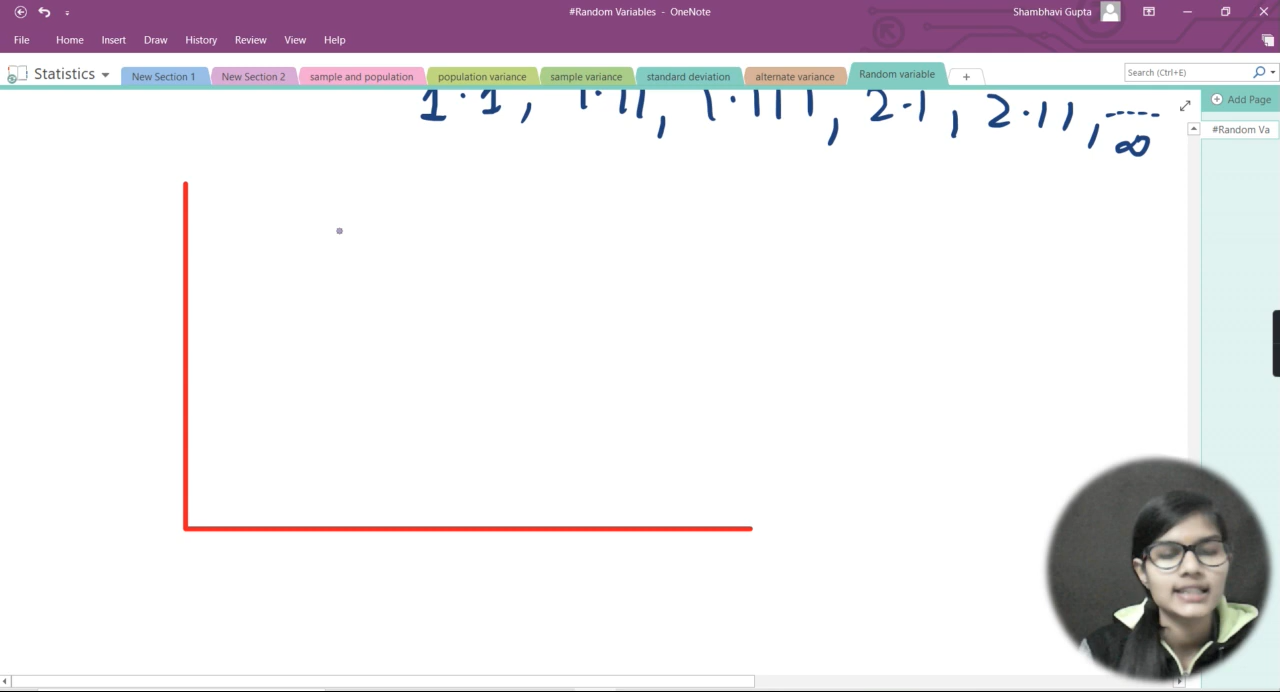 #Random Variables - OneNote
Shambhavi Gupta
File Home Insert Draw History Review View Help
Statistics
New Section 1 New Section 2 sample and population population variance sample variance standard deviation alternate variance Random variable +
Search (Ctrl+E)
Add Page
#Random Va
1.1, 1.11, 1.111, 2.1, 2.11, ----- ∞